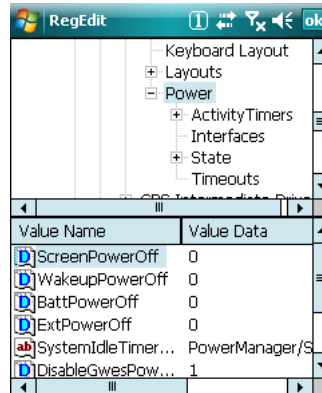 RegEdit 1 ok
Keyboard Layout
Layouts
Power
ActivityTimers
Interfaces
State
Timeouts
Value Name Value Data
ScreenPowerOff 0
WakeupPowerOff 0
BattPowerOff 0
ExtPowerOff 0
SystemIdleTimer... PowerManager/S
DisableGwesPow... 1